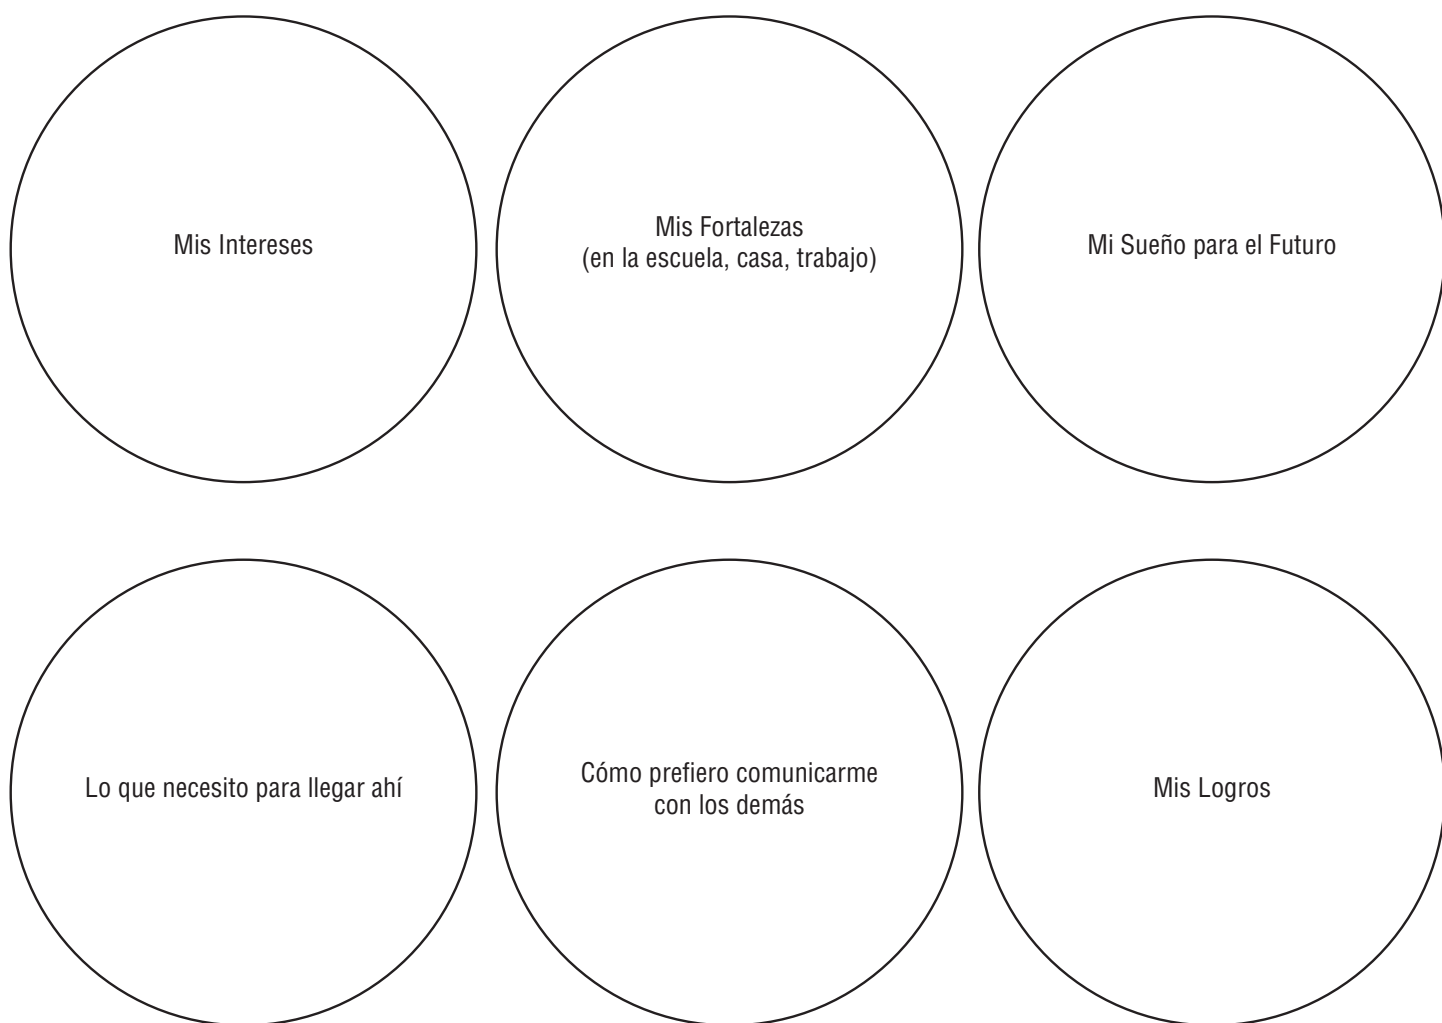 Mis Intereses
Mis Fortalezas
(en la escuela, casa, trabajo)
Mi Sueño para el Futuro
Lo que necesito para llegar ahí
Cómo prefiero comunicarme
con los demás
Mis Logros